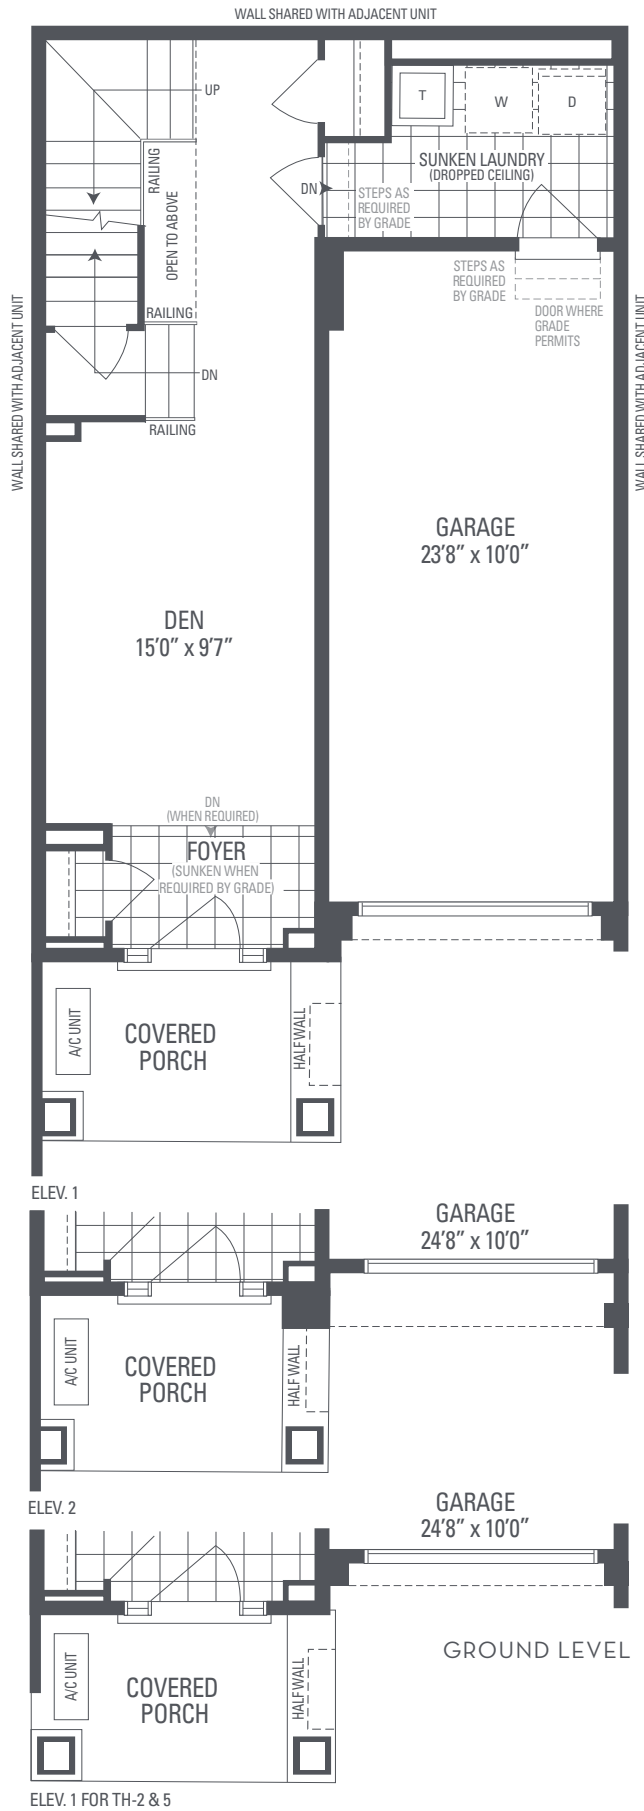 WALL SHARED WITH ADJACENT UNIT
UP
T
W
D
RAILING
OPEN TO ABOVE
SUNKEN LAUNDRY
(DROPPED CEILING)
DN
STEPS AS
REQUIRED
BY GRADE
STEPS AS
REQUIRED
BY GRADE
DOOR WHERE
GRADE
PERMITS
RAILING
DN
RAILING
WALL SHARED WITH ADJACENT UNIT
WALL SHARED WITH ADJACENT UNIT
GARAGE
23'8" x 10'0"
DEN
15'0" x 9'7"
DN
(WHEN REQUIRED)
FOYER
(SUNKEN WHEN
REQUIRED BY GRADE)
A/C UNIT
COVERED
PORCH
HALF WALL
ELEV. 1
GARAGE
24'8" x 10'0"
A/C UNIT
COVERED
PORCH
HALF WALL
ELEV. 2
GARAGE
24'8" x 10'0"
GROUND LEVEL
A/C UNIT
COVERED
PORCH
HALF WALL
ELEV. 1 FOR TH-2 & 5